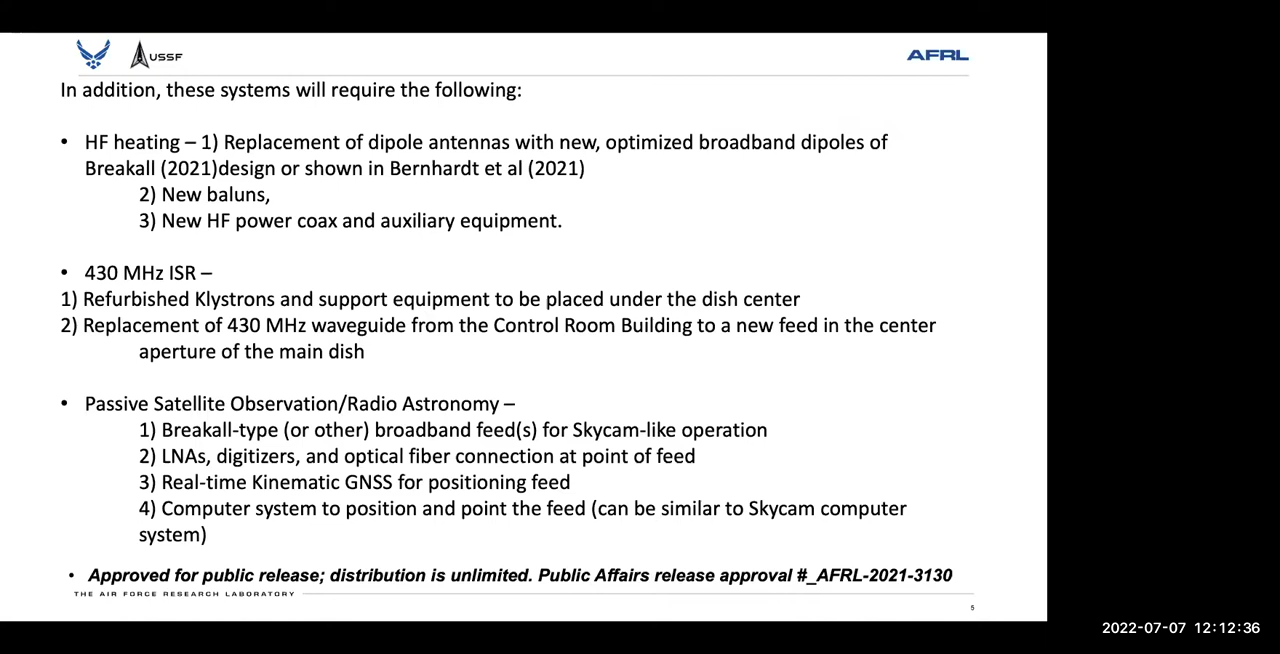 USSF
AFRL
In addition, these systems will require the following:
• HF heating – 1) Replacement of dipole antennas with new, optimized broadband dipoles of
Breakall (2021)design or shown in Bernhardt et al (2021)
2) New baluns,
3) New HF power coax and auxiliary equipment.
• 430 MHz ISR –
1) Refurbished Klystrons and support equipment to be placed under the dish center
2) Replacement of 430 MHz waveguide from the Control Room Building to a new feed in the center
aperture of the main dish
• Passive Satellite Observation/Radio Astronomy –
1) Breakall-type (or other) broadband feed(s) for Skycam-like operation
2) LNAs, digitizers, and optical fiber connection at point of feed
3) Real-time Kinematic GNSS for positioning feed
4) Computer system to position and point the feed (can be similar to Skycam computer
system)
• Approved for public release; distribution is unlimited. Public Affairs release approval #_AFRL-2021-3130
THE AIR FORCE RESEARCH LABORATORY
5
2022-07-07 12:12:36